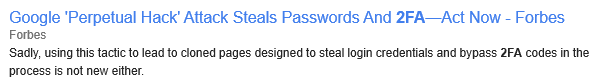 Google 'Perpetual Hack' Attack Steals Passwords And 2FA—Act Now - Forbes
Forbes
Sadly, using this tactic to lead to cloned pages designed to steal login credentials and bypass 2FA codes in the
process is not new either.